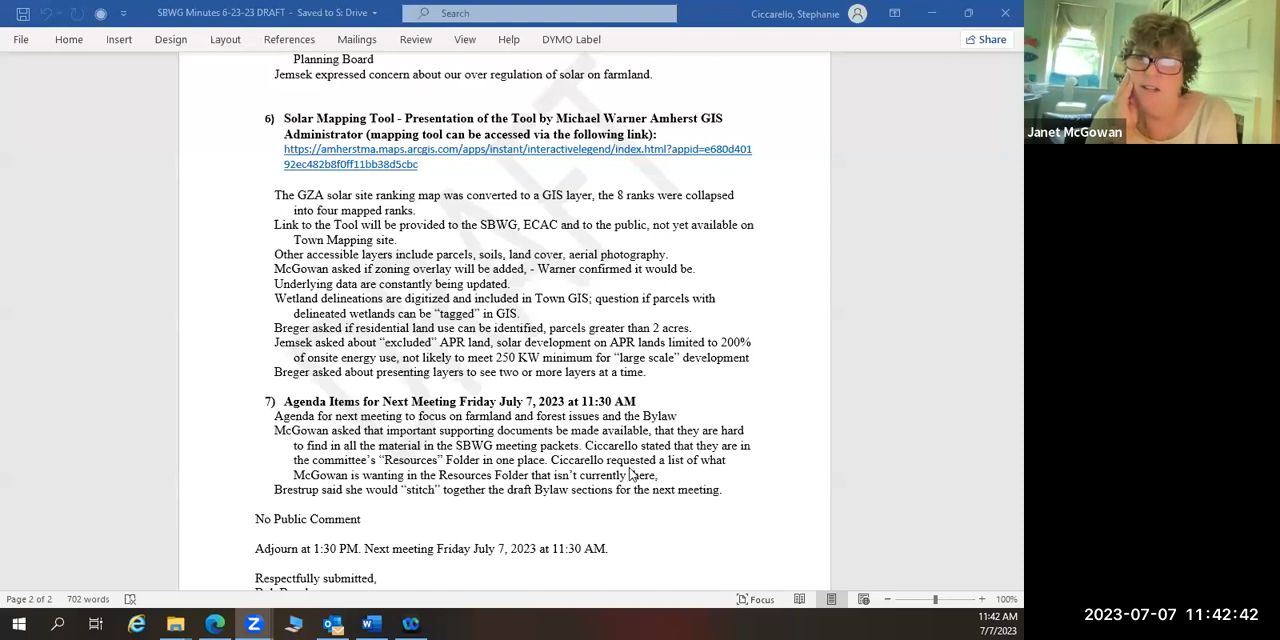 SBWG Minutes 6-23-23 DRAFT - Saved to S: Drive
Search
Ciccarello, Stephanie
File Home Insert Design Layout References Mailings Review View Help DYMO Label Share
Planning Board
Jemsek expressed concern about our over regulation of solar on farmland.
6) Solar Mapping Tool - Presentation of the Tool by Michael Warner Amherst GIS
Administrator (mapping tool can be accessed via the following link):
https://amherstma.maps.arcgis.com/apps/instant/interactivelegend/index.html?appid=e680d401
92ec482b8f0ff11bb38d5cbc
The GZA solar site ranking map was converted to a GIS layer, the 8 ranks were collapsed
into four mapped ranks.
Link to the Tool will be provided to the SBWG, ECAC and to the public, not yet available on
Town Mapping site.
Other accessible layers include parcels, soils, land cover, aerial photography.
McGowan asked if zoning overlay will be added, - Warner confirmed it would be.
Underlying data are constantly being updated.
Wetland delineations are digitized and included in Town GIS; question if parcels with
delineated wetlands can be “tagged” in GIS.
Breger asked if residential land use can be identified, parcels greater than 2 acres.
Jemsek asked about “excluded” APR land, solar development on APR lands limited to 200%
of onsite energy use, not likely to meet 250 KW minimum for “large scale” development
Breger asked about presenting layers to see two or more layers at a time.
7) Agenda Items for Next Meeting Friday July 7, 2023 at 11:30 AM
Agenda for next meeting to focus on farmland and forest issues and the Bylaw
McGowan asked that important supporting documents be made available, that they are hard
to find in all the material in the SBWG meeting packets. Ciccarello stated that they are in
the committee’s “Resources” Folder in one place. Ciccarello requested a list of what
McGowan is wanting in the Resources Folder that isn’t currently there,
Brestrup said she would “stitch” together the draft Bylaw sections for the next meeting.
No Public Comment
Adjourn at 1:30 PM. Next meeting Friday July 7, 2023 at 11:30 AM.
Respectfully submitted,
DRAFT
Page 2 of 2 702 words
Focus
100%
11:42 AM
7/7/2023
Janet McGowan
2023-07-07 11:42:42